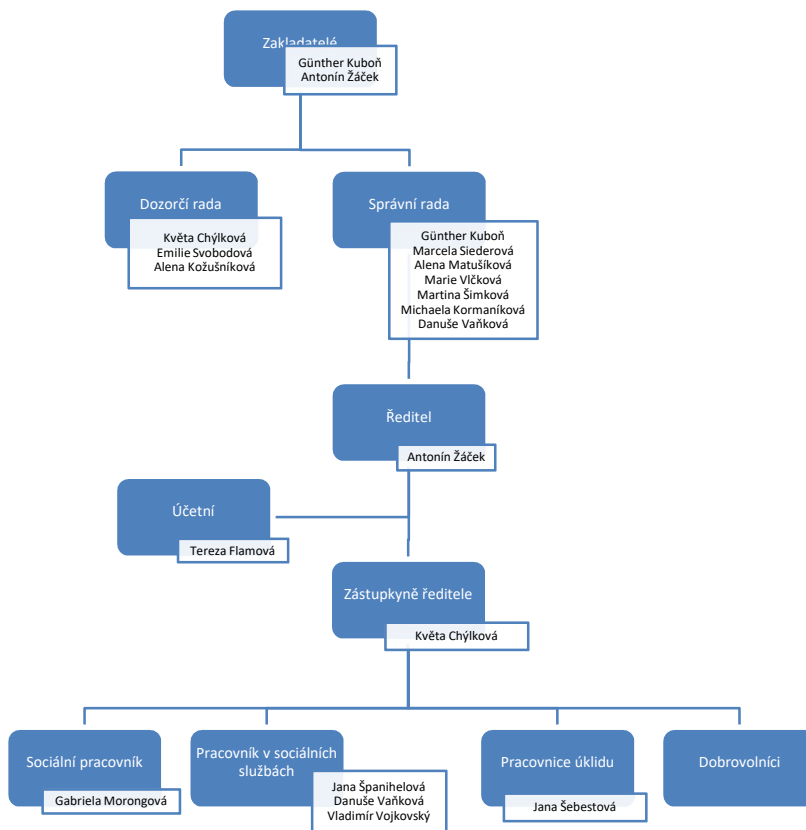 Zakladatelé
Günther Kuboň
Antonín Žáček
Dozorčí rada
Květa Chýlková
Emilie Svobodová
Alena Kožušníková
Správní rada
Günther Kuboň
Marcela Siederová
Alena Matušíková
Marie Vlčková
Martina Šimková
Michaela Kormaníková
Danuše Vaňková
Ředitel
Antonín Žáček
Účetní
Tereza Flamová
Zástupkyně ředitele
Květa Chýlková
Sociální pracovník
Gabriela Morongová
Pracovník v sociálních
službách
Jana Španihelová
Danuše Vaňková
Vladimír Vojkovský
Pracovnice úklidu
Jana Šebestová
Dobrovolníci